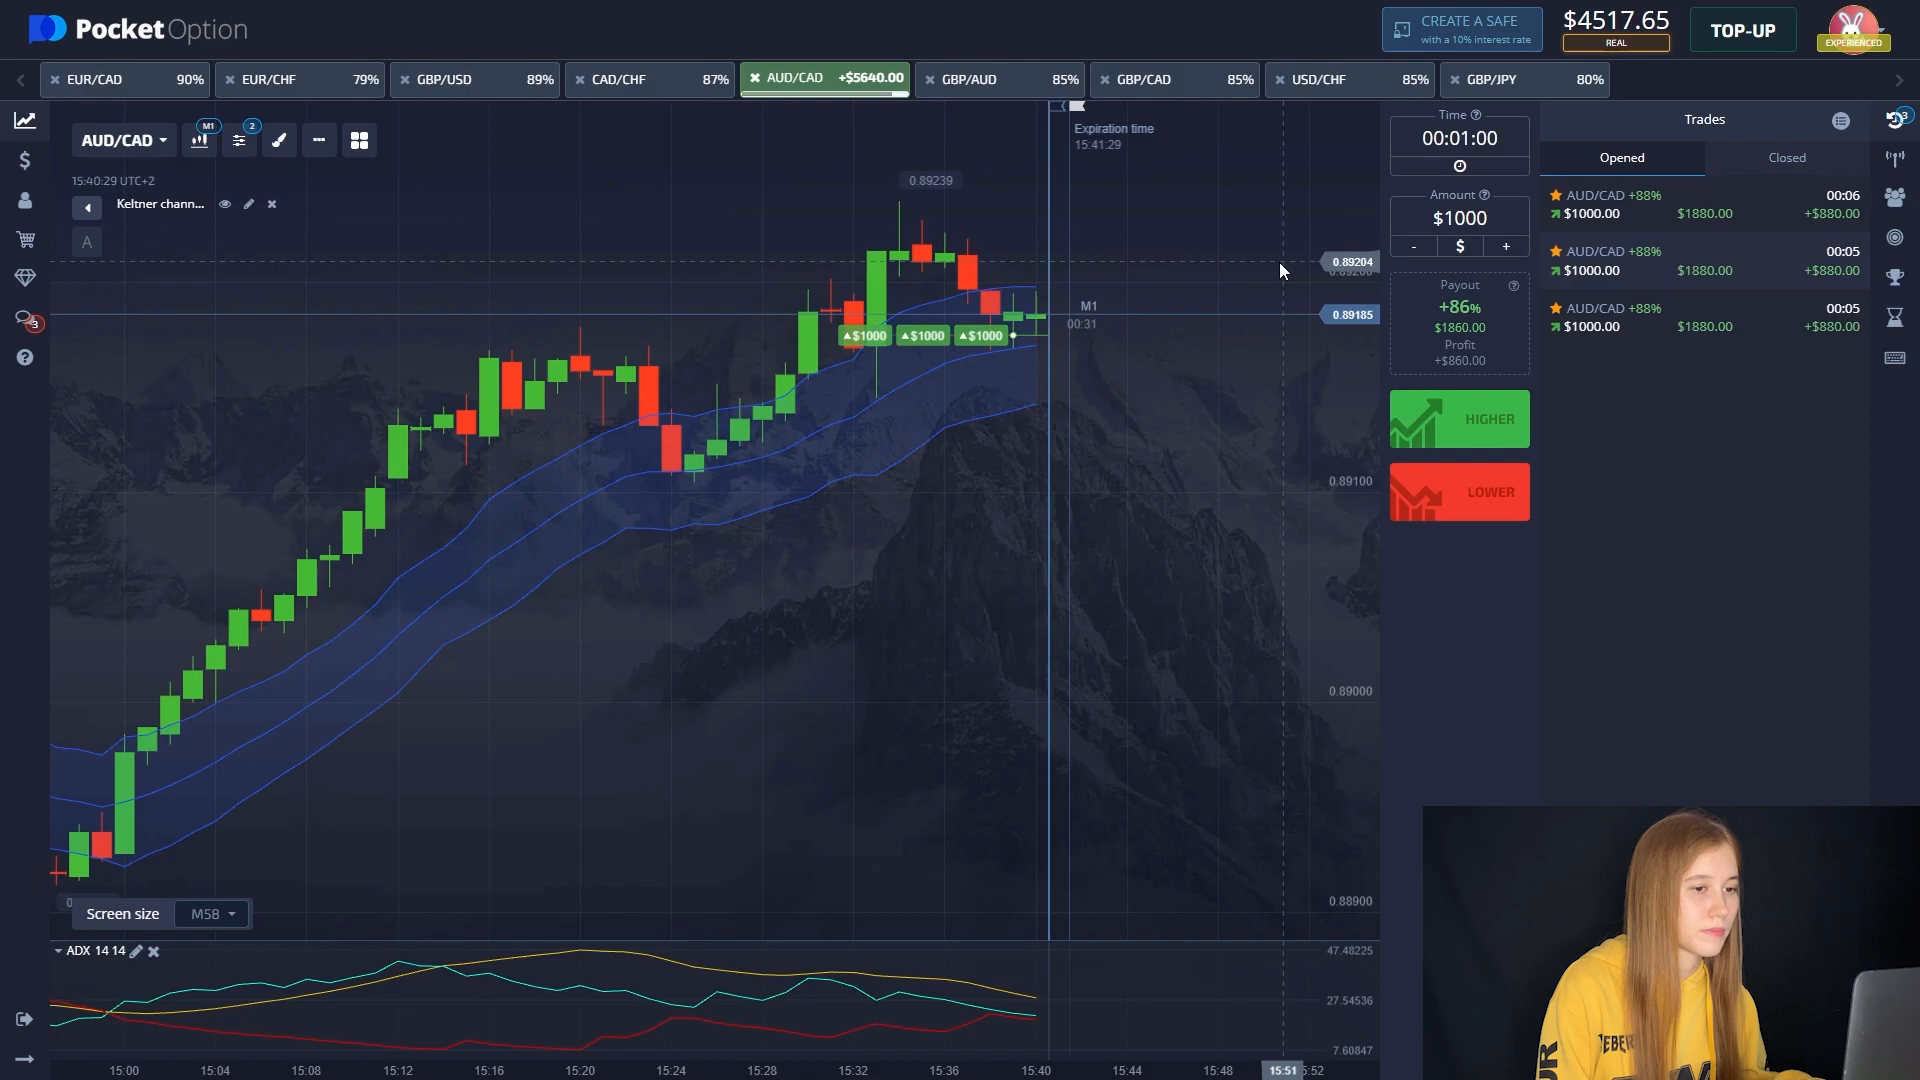 PocketOption
CREATE A SAFE
with a 10% interest rate
$4517.65
REAL
TOP-UP
EXPERIENCED
EUR/CAD 90%
EUR/CHF 79%
GBP/USD 89%
CAD/CHF 87%
AUD/CAD +$5640.00
GBP/AUD 85%
GBP/CAD 85%
USD/CHF 85%
GBP/JPY 80%
AUD/CAD
M1
2
15:40:29 UTC+2
Keltner chann...
A
0.89239
Expiration time
15:41:29
M1
00:31
$1000
$1000
$1000
0.89204
0.89200
0.89185
0.89100
0.89000
0.88900
Screen size
M58
ADX 14 14
47.48225
27.54536
7.60847
15:00
15:04
15:08
15:12
15:16
15:20
15:24
15:28
15:32
15:36
15:40
15:44
15:48
15:51
5:52
Time
00:01:00
Amount
$1000
-
$
+
Payout
+86%
$1860.00
Profit
+$860.00
HIGHER
LOWER
Trades
Opened
Closed
AUD/CAD +88% 00:06
$1000.00 $1880.00 +$880.00
AUD/CAD +88% 00:05
$1000.00 $1880.00 +$880.00
AUD/CAD +88% 00:05
$1000.00 $1880.00 +$880.00
3
3